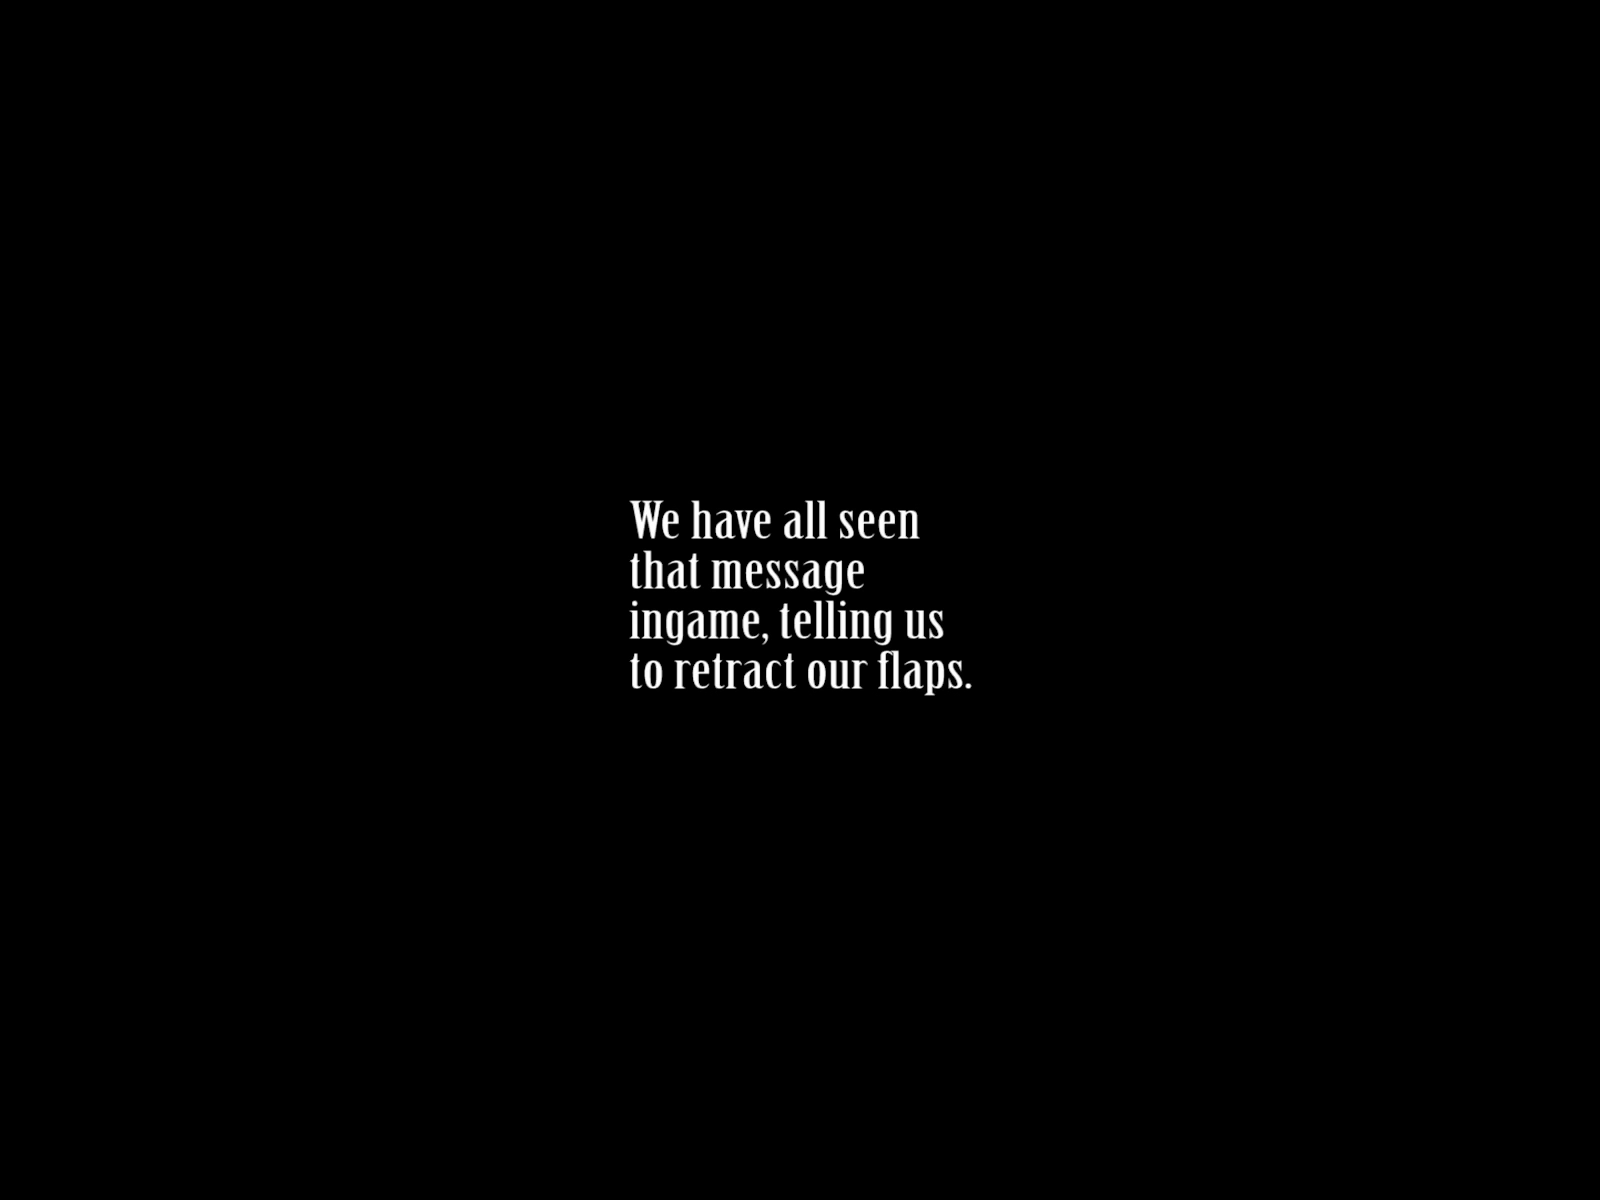 We have all seen
that message
ingame, telling us
to retract our flaps.